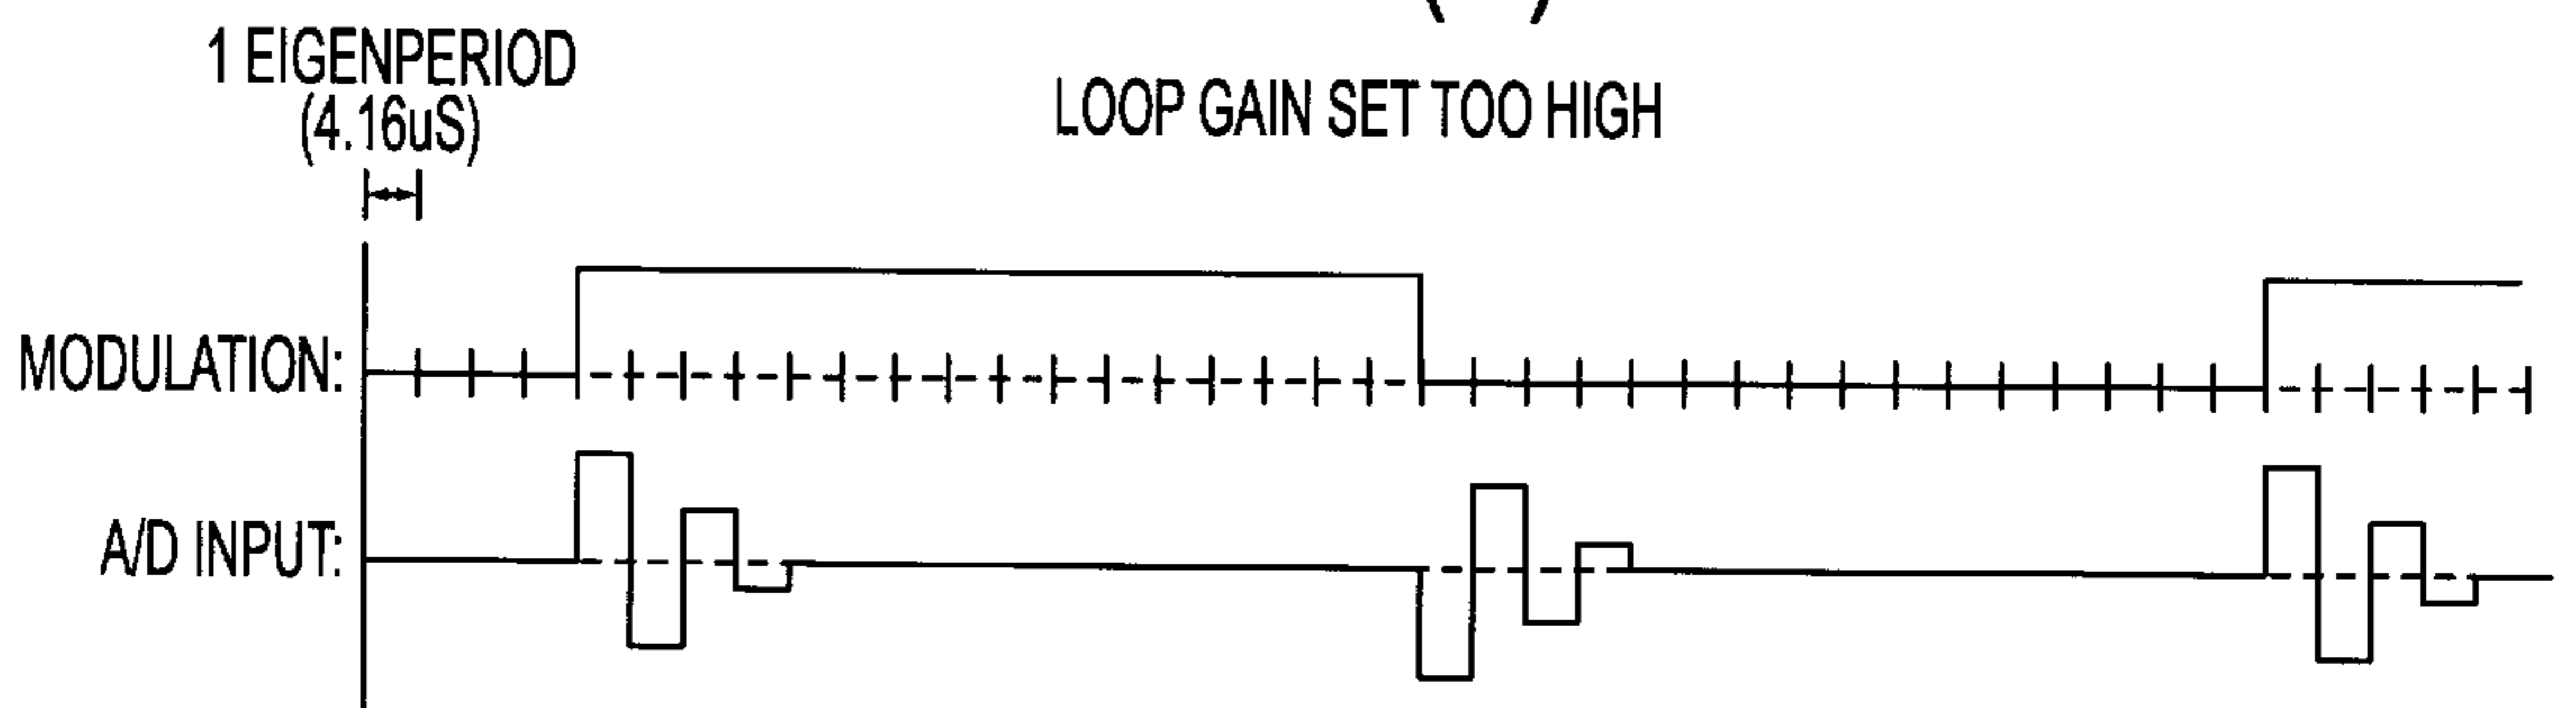 1 EIGENPERIOD
(4.16uS)
LOOP GAIN SET TOO HIGH
MODULATION:
A/D INPUT: